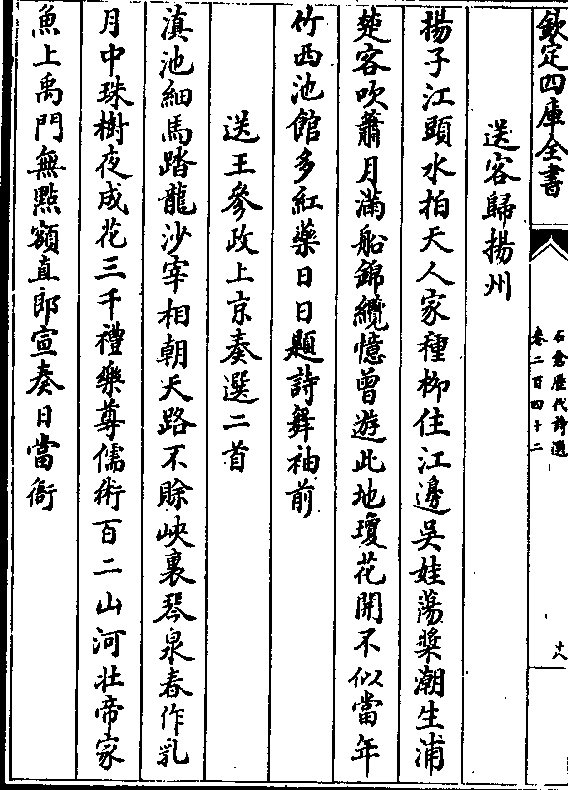 欽定四庫全書
石倉歷代詩選
卷二百四十二
送客歸揚州
揚子江頭水拍天人家種栁住江邊吳娃蕩槳潮生浦
楚客吹簫月滿船錦纜憶曾遊此地瓊花開不似當年
竹西池館多紅藥日日題詩舞袖前
送王參政上京奏選二首
滇池細馬踏龍沙宰相朝天路不賒峽裏琴泉春作乳
月中珠樹夜成花三千禮樂尊儒術百二山河壯帝家
魚上禹門無點額直郎宣奏日當衙